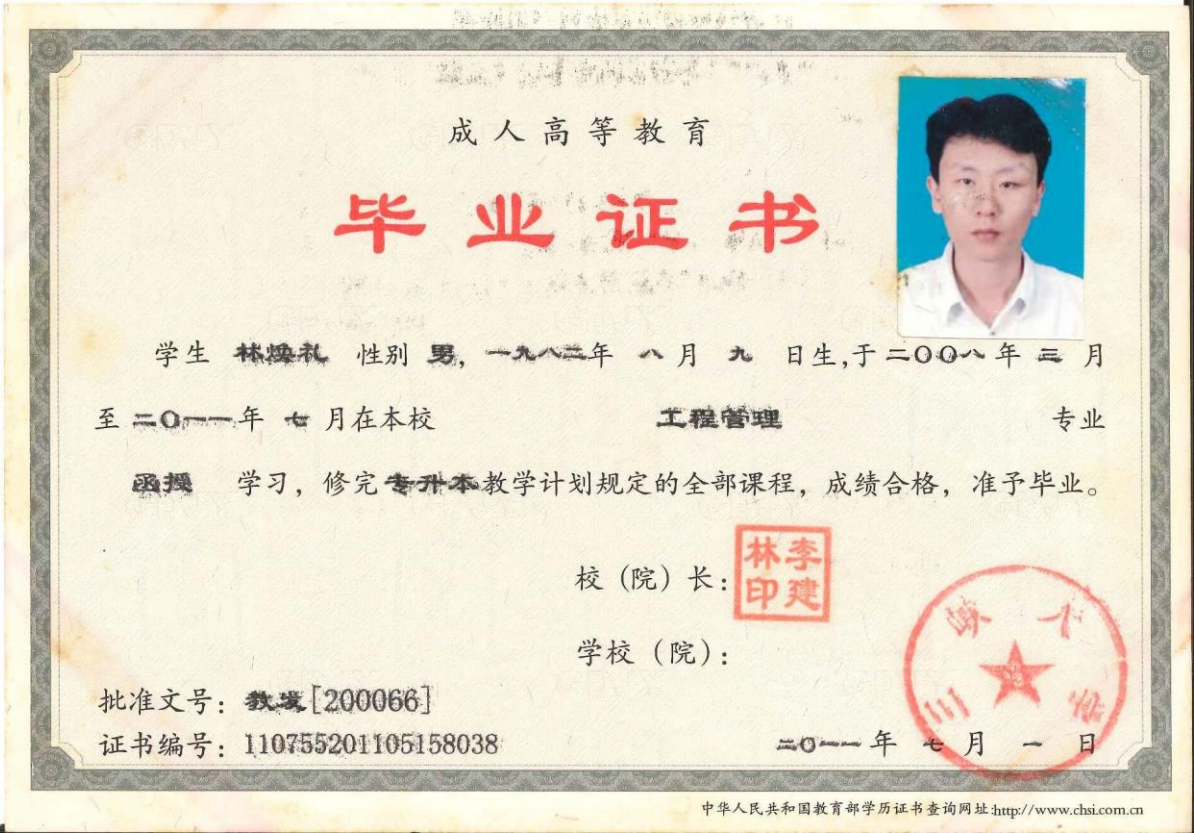 成人高等教育
毕业证书
学生 林焕礼 性别 男，一九八二年 八 月 九 日生，于二〇〇八年 三 月
至 二〇一一年 七 月在本校 工程管理 专业
函授 学习，修完 专升本 教学计划规定的全部课程，成绩合格，准予毕业。
校（院）长：
李建林印
学校（院）：
三峡大学
批准文号：教发[200066]
证书编号：110755201105158038
二〇一一年 七 月 一 日
中华人民共和国教育部学历证书查询网址:http://www.chsi.com.cn